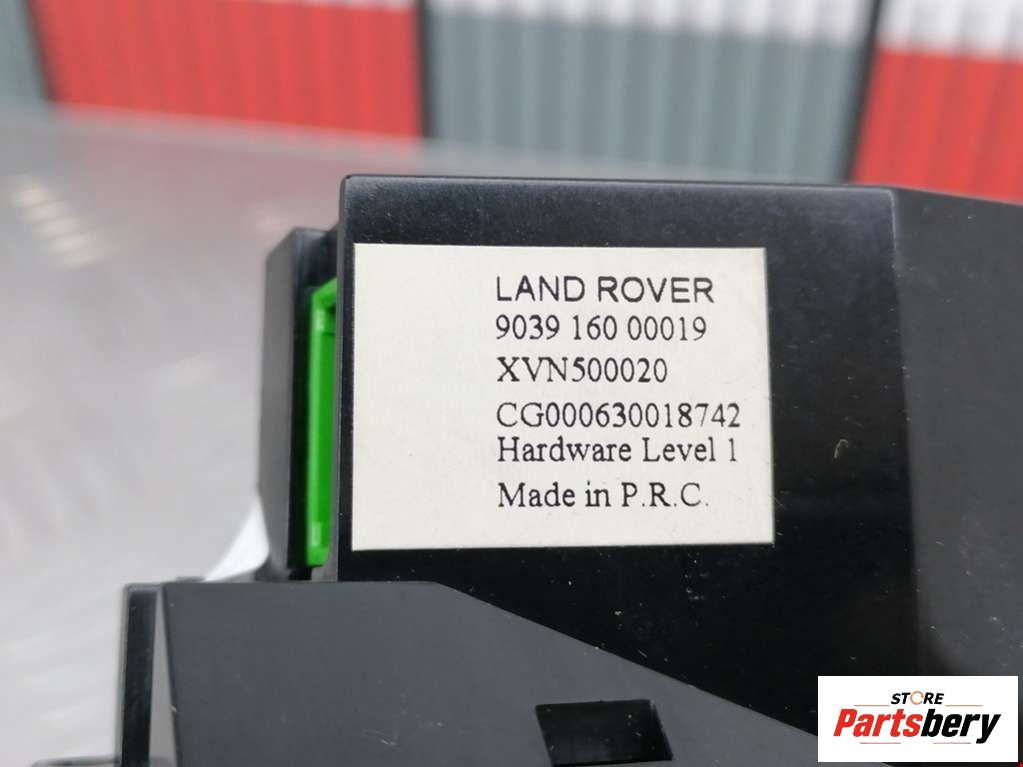 LAND ROVER
9039 160 00019
XVN500020
CG000630018742
Hardware Level 1
Made in P.R.C.
STORE
Partsbery